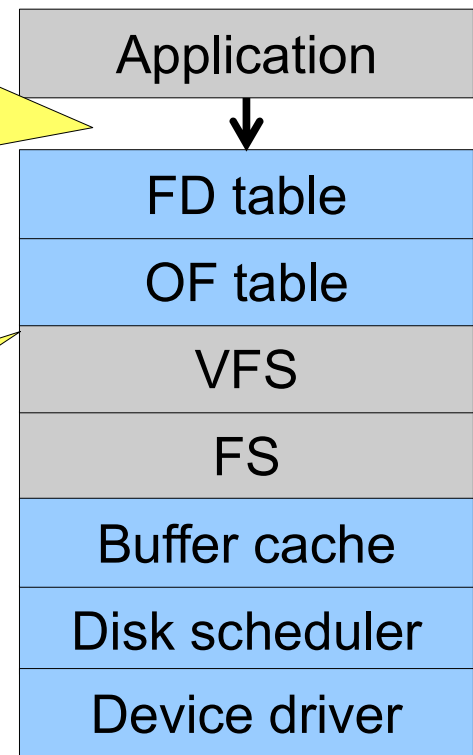 Application
FD table
OF table
VFS
FS
Buffer cache
Disk scheduler
Device driver